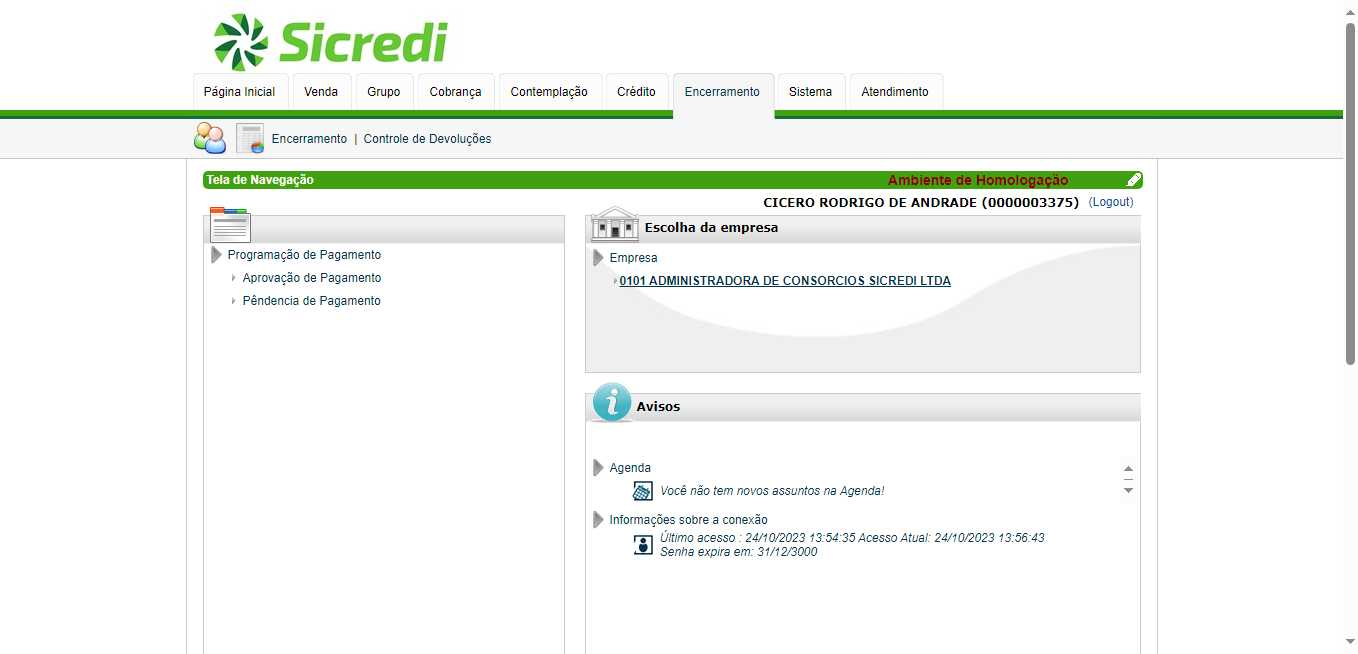 Sicredi
Página Inicial
Venda
Grupo
Cobrança
Contemplação
Crédito
Encerramento
Sistema
Atendimento
Encerramento | Controle de Devoluções
Tela de Navegação
Ambiente de Homologação
CICERO RODRIGO DE ANDRADE (0000003375) (Logout)
Programação de Pagamento
Aprovação de Pagamento
Pêndencia de Pagamento
Escolha da empresa
Empresa
0101 ADMINISTRADORA DE CONSORCIOS SICREDI LTDA
Avisos
Agenda
Você não tem novos assuntos na Agenda!
Informações sobre a conexão
Último acesso : 24/10/2023 13:54:35 Acesso Atual: 24/10/2023 13:56:43
Senha expira em: 31/12/3000